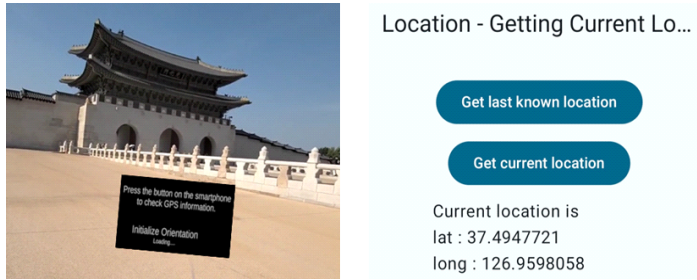 Press the button on the smartphone
to check GPS information.
Initialize Orientation
Loading...
Location - Getting Current Lo...
Get last known location
Get current location
Current location is
lat : 37.4947721
long : 126.9598058